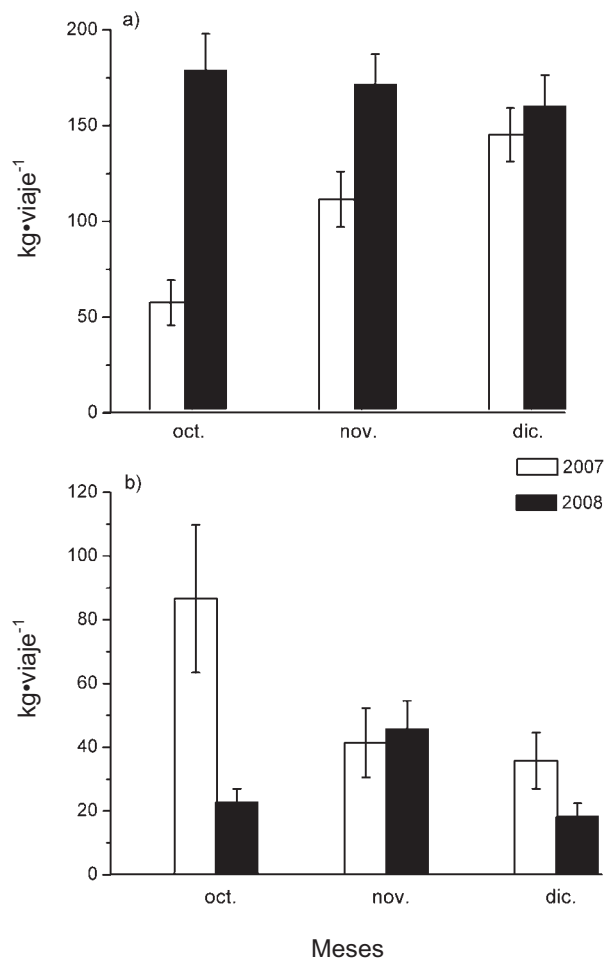 a)
200
150
100
50
0
kg•viaje-1
oct. nov. dic.
2007
2008
b)
120
100
80
60
40
20
0
kg•viaje-1
oct. nov. dic.
Meses